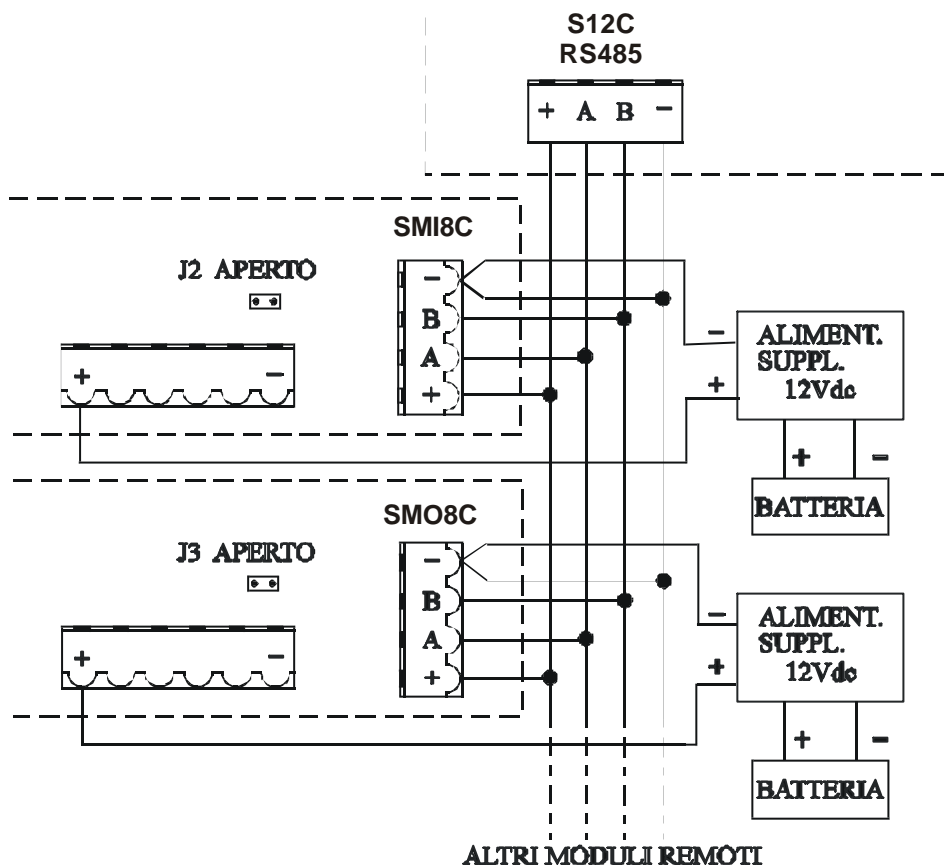 S12C
RS485
+ A B -
SMI8C
J2 APERTO
-
B
A
+
+ -
-
+
ALIMENT.
SUPPL.
12Vdc
+ -
BATTERIA
SMO8C
J3 APERTO
-
B
A
+
+ -
-
+
ALIMENT.
SUPPL.
12Vdc
+ -
BATTERIA
ALTRI MODULI REMOTI